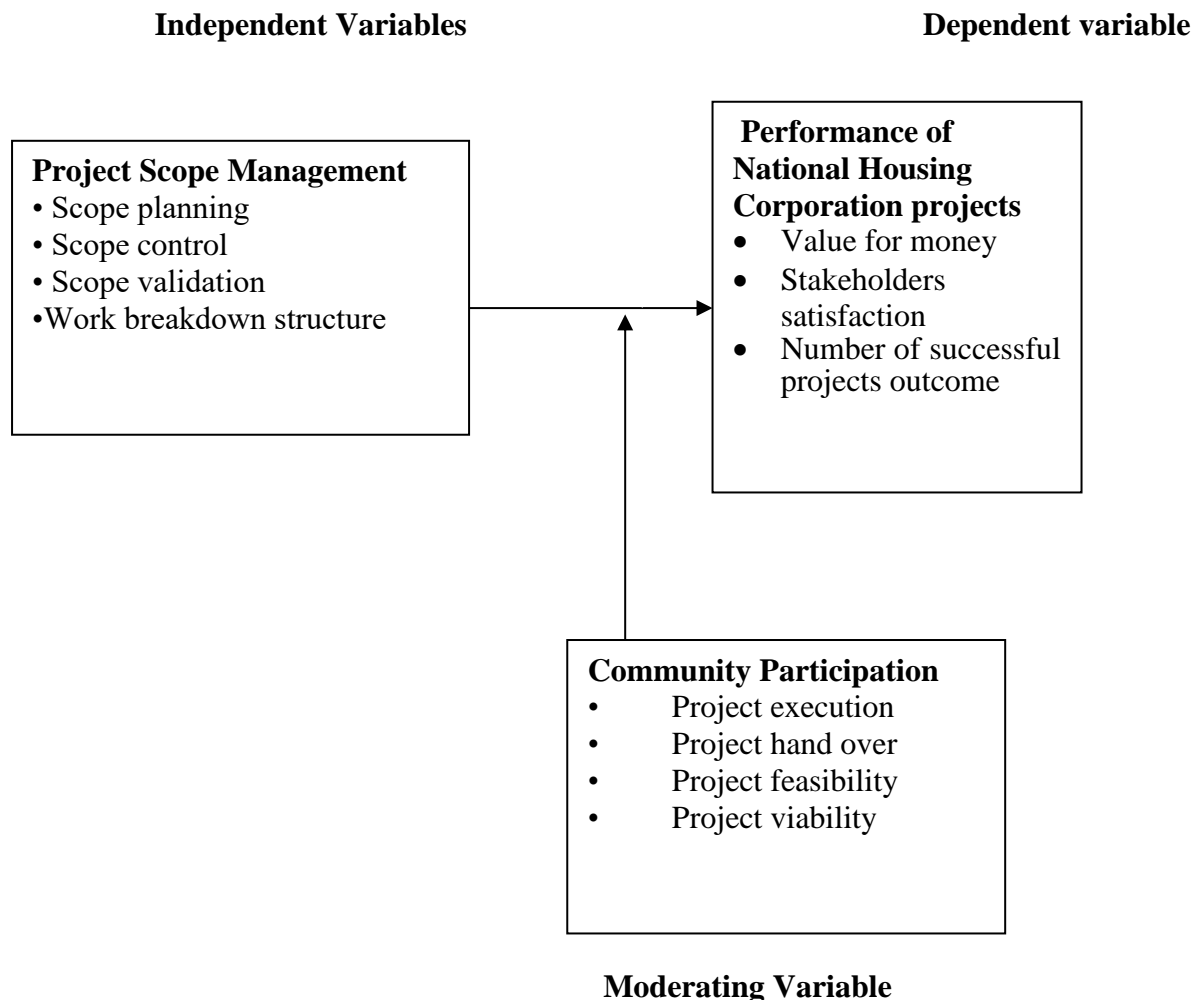 Independent Variables
Dependent variable
Project Scope Management
• Scope planning
• Scope control
• Scope validation
•Work breakdown structure
Performance of
National Housing
Corporation projects
• Value for money
• Stakeholders
satisfaction
• Number of successful
projects outcome
Community Participation
• Project execution
• Project hand over
• Project feasibility
• Project viability
Moderating Variable